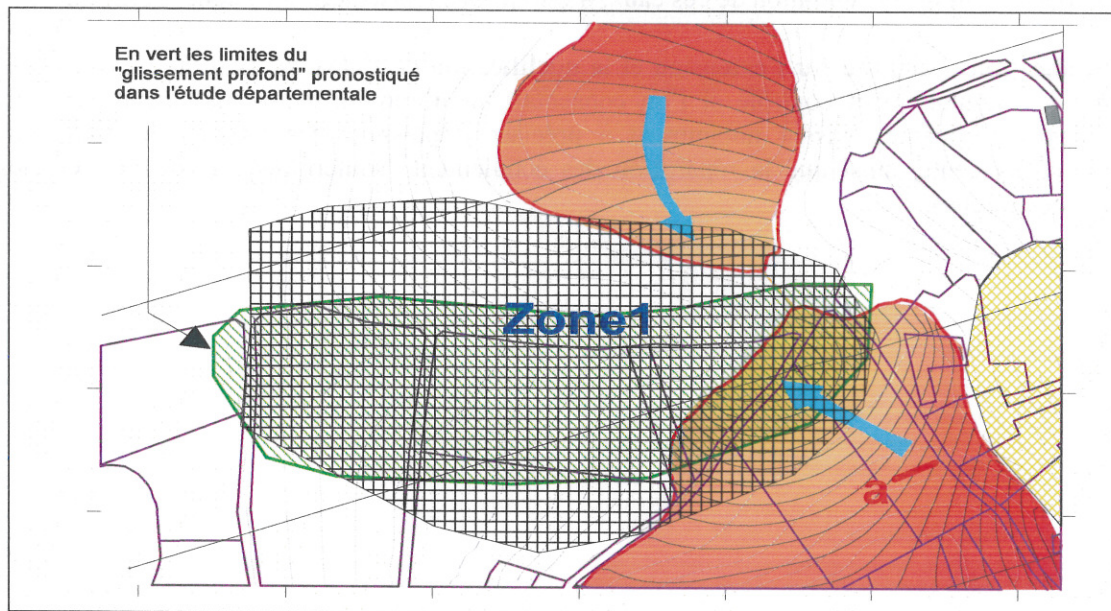 En vert les limites du
"glissement profond" pronostiqué
dans l'étude départementale
Zone1
a